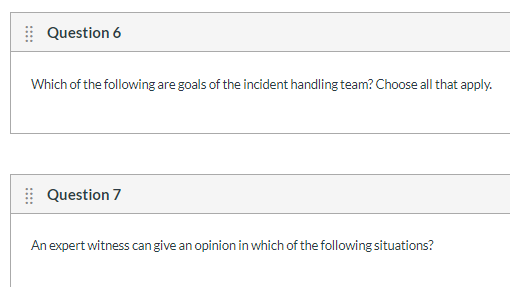 Question 6
Which of the following are goals of the incident handling team? Choose all that apply.
Question 7
An expert witness can give an opinion in which of the following situations?